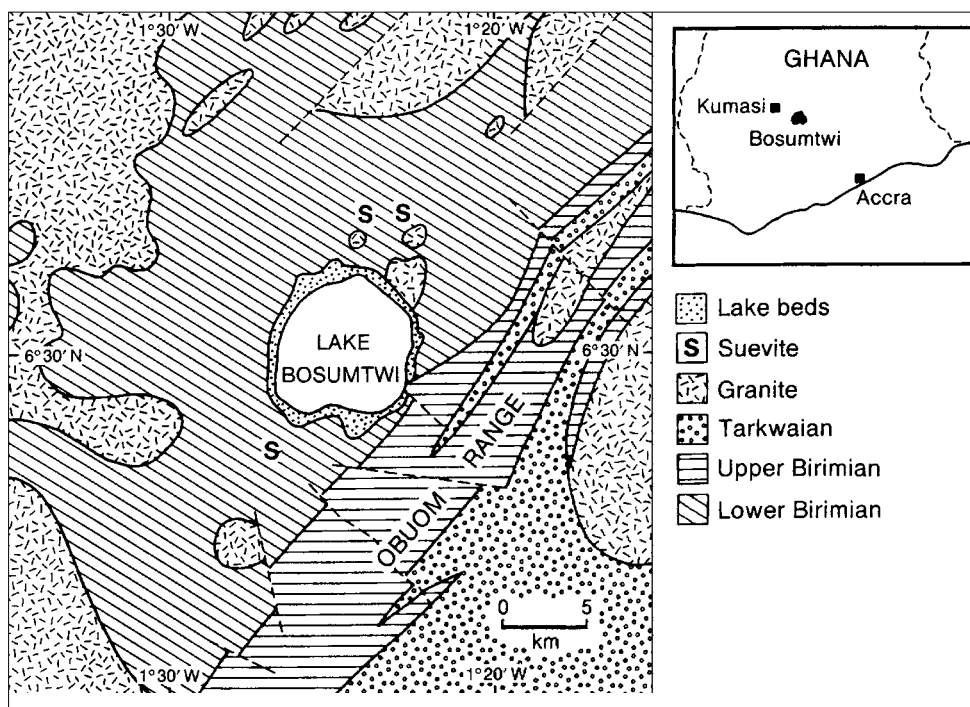 1°30′ W
1°20′ W
S
S
LAKE
BOSUMTWI
6°30′ N
6°30′ N
S
OBUOM RANGE
0 5
km
1°30′ W
1°20′ W
GHANA
Kumasi
Bosumtwi
Accra
Lake beds
S Suevite
Granite
Tarkwaian
Upper Birimian
Lower Birimian